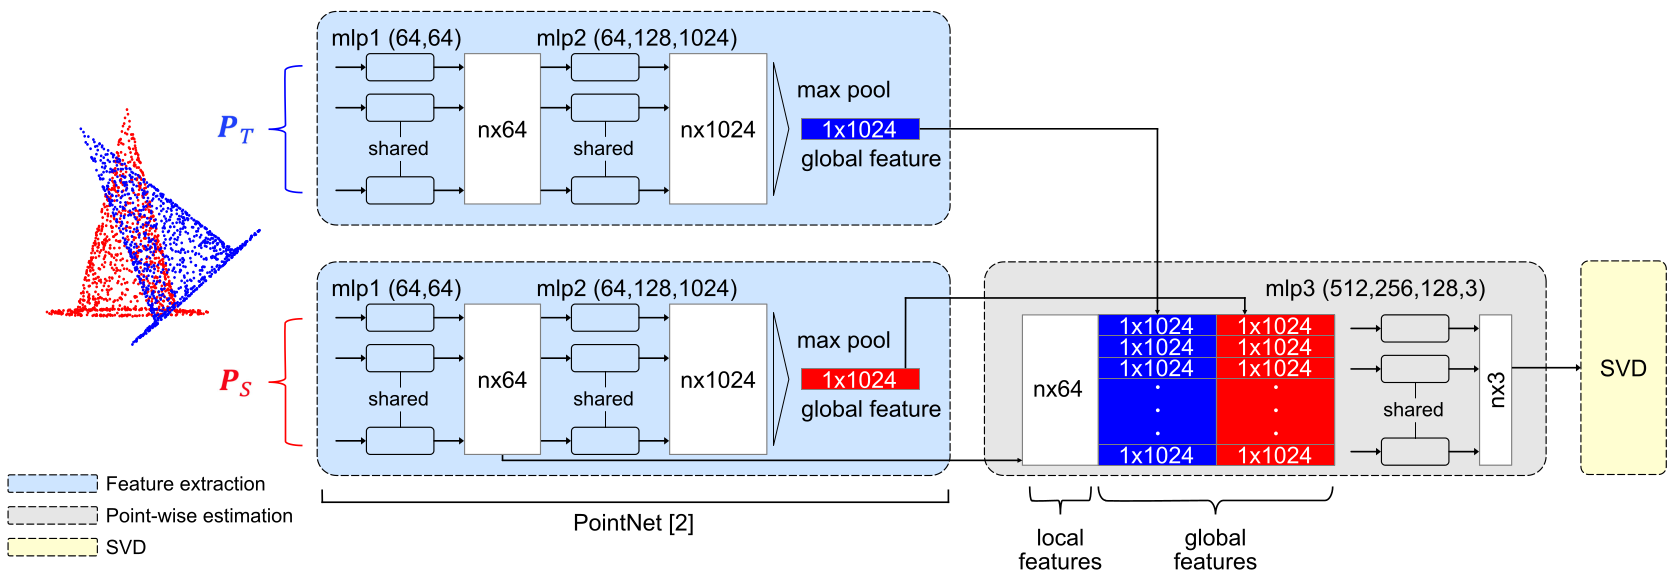 mlp1 (64,64)
mlp2 (64,128,1024)
P_T
shared
nx64
shared
nx1024
max pool
1x1024
global feature
mlp1 (64,64)
mlp2 (64,128,1024)
P_S
shared
nx64
shared
nx1024
max pool
1x1024
global feature
mlp3 (512,256,128,3)
nx64
1x1024 1x1024
1x1024 1x1024
1x1024 1x1024
1x1024 1x1024
shared
nx3
SVD
Feature extraction
Point-wise estimation
SVD
PointNet [2]
local
features
global
features